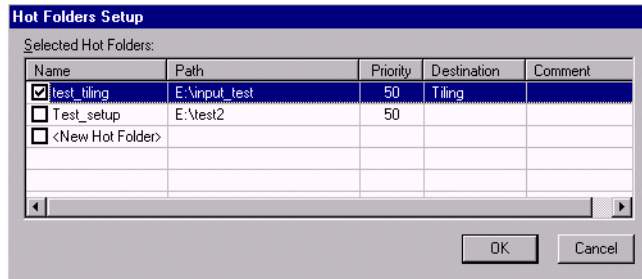 Hot Folders Setup
Selected Hot Folders:
Name Path Priority Destination Comment
test_tiling E:\input_test 50 Tiling
Test_setup E:\test2 50
<New Hot Folder>
OK Cancel